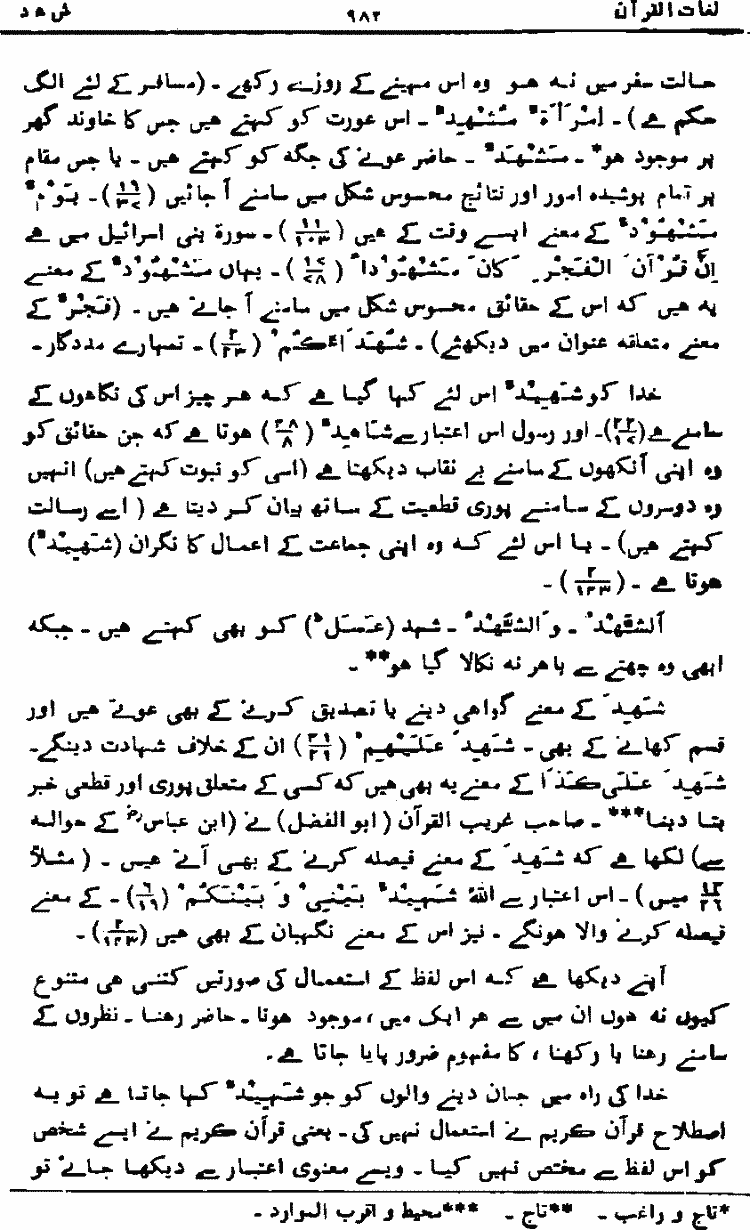 لغات القرآن ۹۸۲ ش ھ د
حالت سفر میں نہ ہو وہ اس مہینے کے روزے رکھے ۔ (مسافر کے لئے الگ
حکم ہے) ۔ اِمْرَأَۃٌ مُشْھِدٌ ۔ اس عورت کو کہتے ہیں جس کا خاوند گھر
پر موجود ہو* ۔ مَشْھَدٌ ۔ حاضر ہونے کی جگہ کو کہتے ہیں ۔ یا جس مقام
پر تمام پوشیدہ امور اور نتائج محسوس شکل میں سامنے آ جائیں (۱۹/۳۷) ۔ یَوْمٌ
مَشْھُوْدٌ کے معنے ایسے وقت کے ہیں (۱۱/۱۰۳) ۔ سورۃ بنی اسرائیل میں ہے
اِنَّ قُرْآنَ الْفَجْرِ کَانَ مَشْھُوْدًا (۱۷/۷۸) ۔ یہاں مَشْھُوْدٌ کے معنے
یہ ہیں کہ اس کے حقائق محسوس شکل میں سامنے آ جاتے ہیں ۔ (فَجْرٌ کے
معنے متعلقہ عنوان میں دیکھئے) ۔ شُھَدَاءَکُمْ (۲/۲۳) ۔ تمہارے مددگار ۔
خدا کو شَھِیْدٌ اس لئے کہا گیا ہے کہ ہر چیز اس کی نگاہوں کے
سامنے ہے (۲۲/۱۷) ۔ اور رسول اس اعتبار سے شَاھِدٌ (۴۸/۸) ہوتا ہے کہ جن حقائق کو
وہ اپنی آنکھوں کے سامنے بے نقاب دیکھتا ہے (اسی کو نبوت کہتے ہیں) انہیں
وہ دوسروں کے سامنے پوری قطعیت کے ساتھ بیان کر دیتا ہے (اسے رسالت
کہتے ہیں) ۔ یا اس لئے کہ وہ اپنی جماعت کے اعمال کا نگران (شَھِیْدٌ)
ہوتا ہے ۔ (۲/۱۴۳) ۔
اَلشَّھْدُ ۔ وَالشُّھْدُ ۔ شہد (عَسَلٌ) کو بھی کہتے ہیں ۔ جبکہ
ابھی وہ چھتے سے باہر نہ نکالا گیا ہو** ۔
شَھِدَ کے معنے گواہی دینے یا تصدیق کرنے کے بھی ہوتے ہیں اور
قسم کھانے کے بھی ۔ شَھِدَ عَلَیْھِمْ (۴۱/۲۱) ان کے خلاف شہادت دینگے ۔
شَھِدَ عَلٰی کَذَا کے معنے یہ بھی ہیں کہ کسی کے متعلق پوری اور قطعی خبر
بتا دینا*** ۔ صاحب غریب القرآن (ابو الفضل) نے (ابن عباسؓ کے حوالہ
سے) لکھا ہے کہ شَھِدَ کے معنے فیصلہ کرنے کے بھی آتے ہیں ۔ (مثلاً
۱۲/۲۶ میں) ۔ اس اعتبار سے اَللّٰہُ شَھِیْدٌ بَیْنِیْ وَ بَیْنَکُمْ (۶/۱۹) ۔ کے معنے
فیصلہ کرنے والا ہونگے ۔ نیز اس کے معنے نگہبان کے بھی ہیں (۲/۱۴۳) ۔
آپنے دیکھا ہے کہ اس لفظ کے استعمال کی صورتیں کتنی ہی متنوع
کیوں نہ ہوں ان میں سے ہر ایک میں ، موجود ہونا ۔ حاضر رہنا ۔ نظروں کے
سامنے رہنا یا رکھنا ، کا مفہوم ضرور پایا جاتا ہے ۔
خدا کی راہ میں جان دینے والوں کو جو شَھِیْدٌ کہا جاتا ہے تو یہ
اصطلاح قرآن کریم نے استعمال نہیں کی ۔ یعنی قرآن کریم نے ایسے شخص
کو اس لفظ سے مختص نہیں کیا ۔ ویسے معنوی اعتبار سے دیکھا جائے تو
*تاج و راغب ۔ **تاج ۔ ***محیط و اقرب الموارد ۔